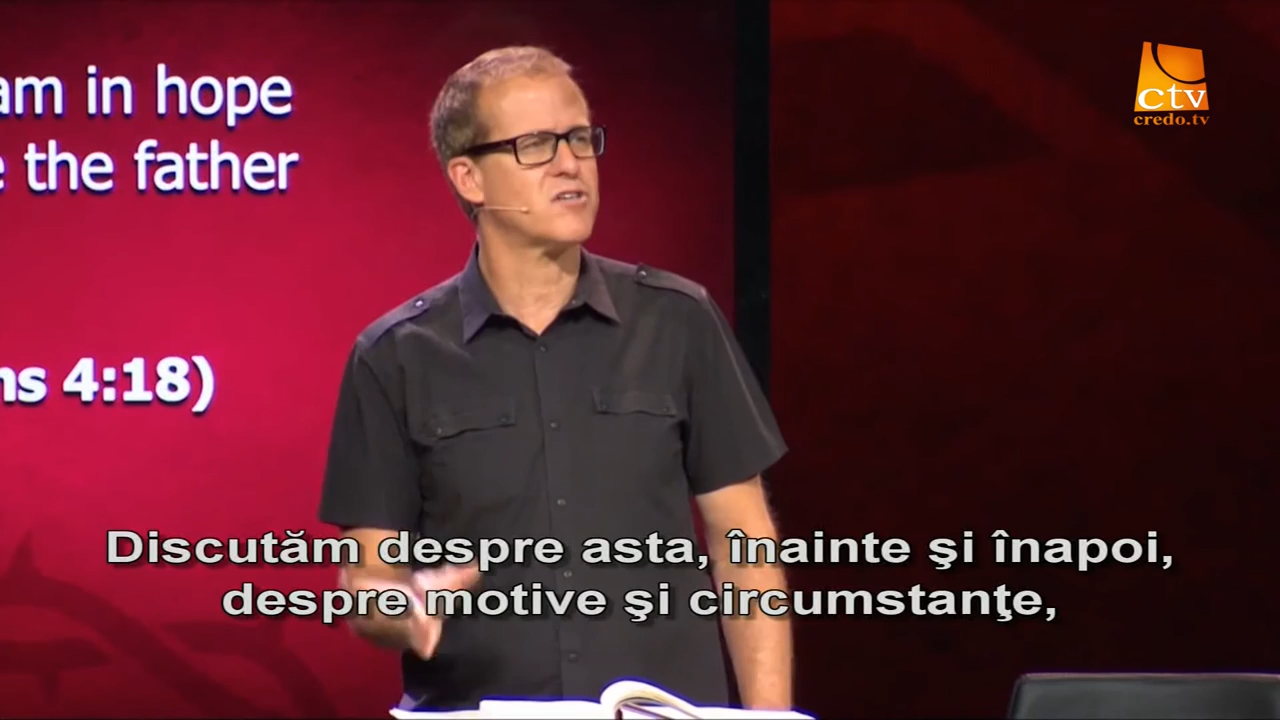 am in hope
the father
4:18)
ctv
credo.tv
Discutăm despre asta, înainte şi înapoi,
despre motive şi circumstanţe,